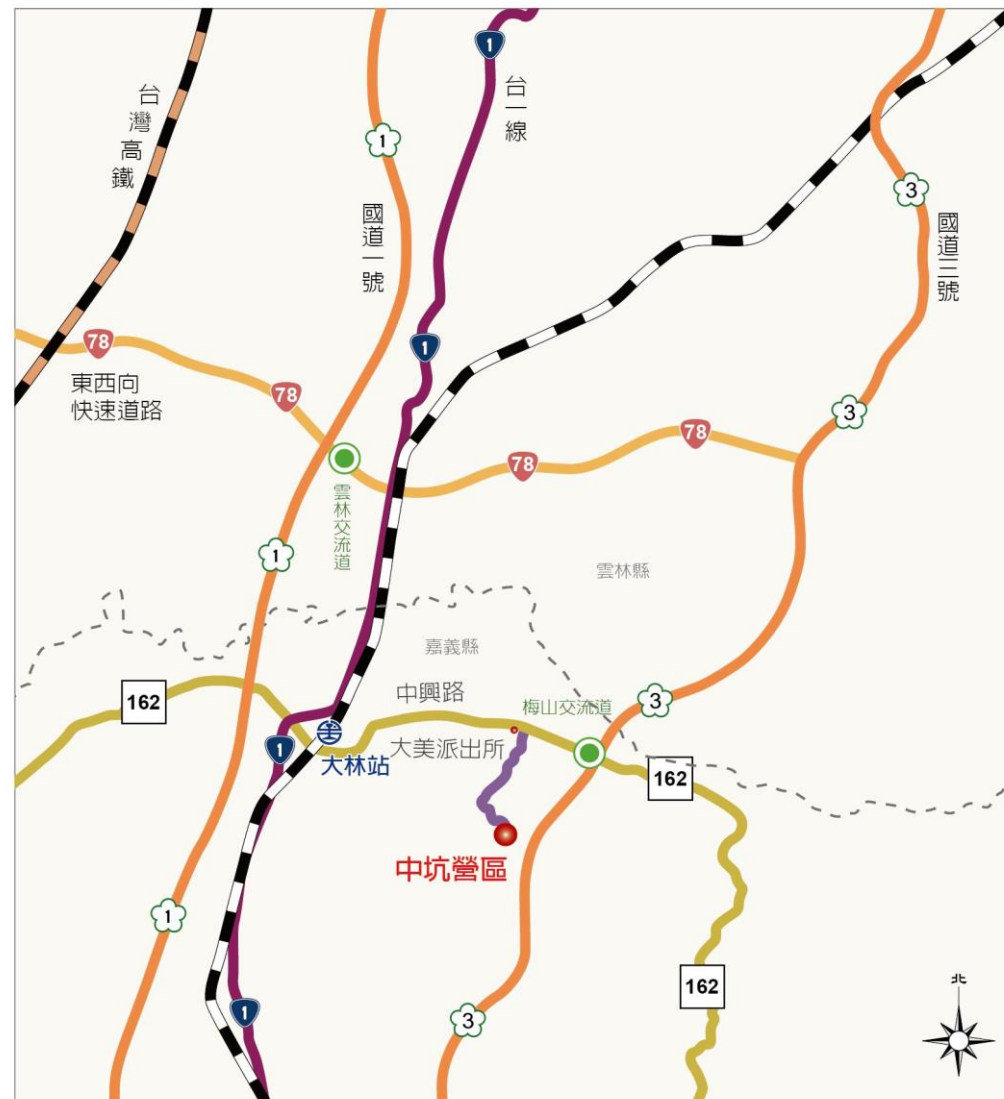 1
台一線
台灣高鐵
1
3
國道一號
國道三號
78
1
東西向
快速道路
78
3
78
78
雲林交流道
1
雲林縣
嘉義縣
162
中興路
梅山交流道
3
1
大林站
大美派出所
162
中坑營區
1
162
北
1
3